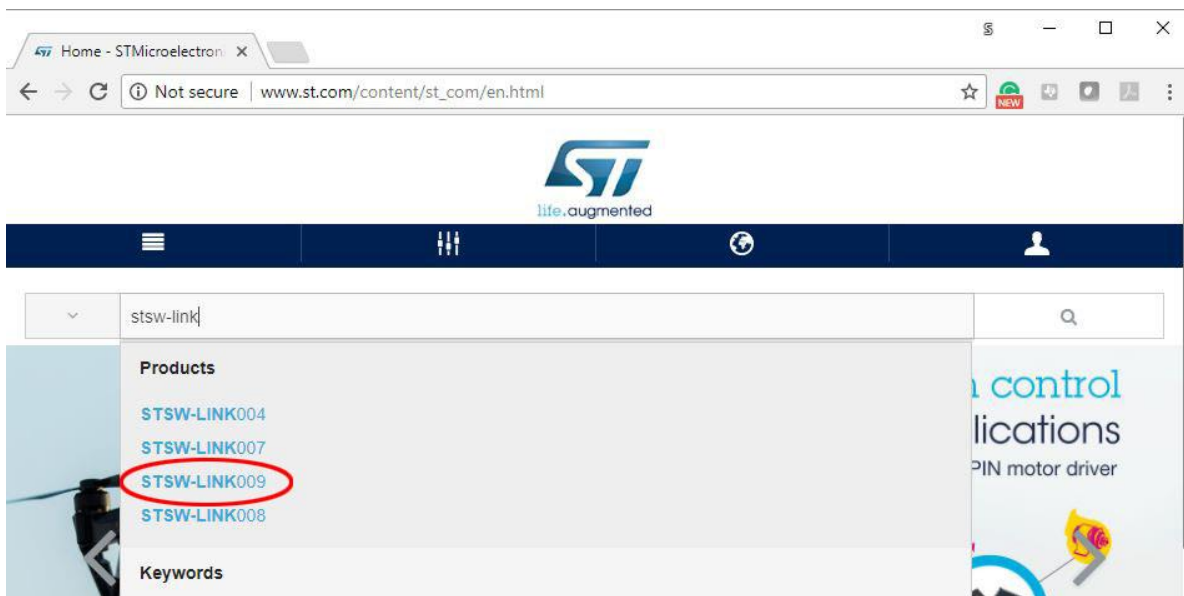 Home - STMicroelectron
Not secure | www.st.com/content/st_com/en.html
NEW
life.augmented
stsw-link
Products
STSW-LINK004
STSW-LINK007
STSW-LINK009
STSW-LINK008
Keywords
control
lications
PIN motor driver